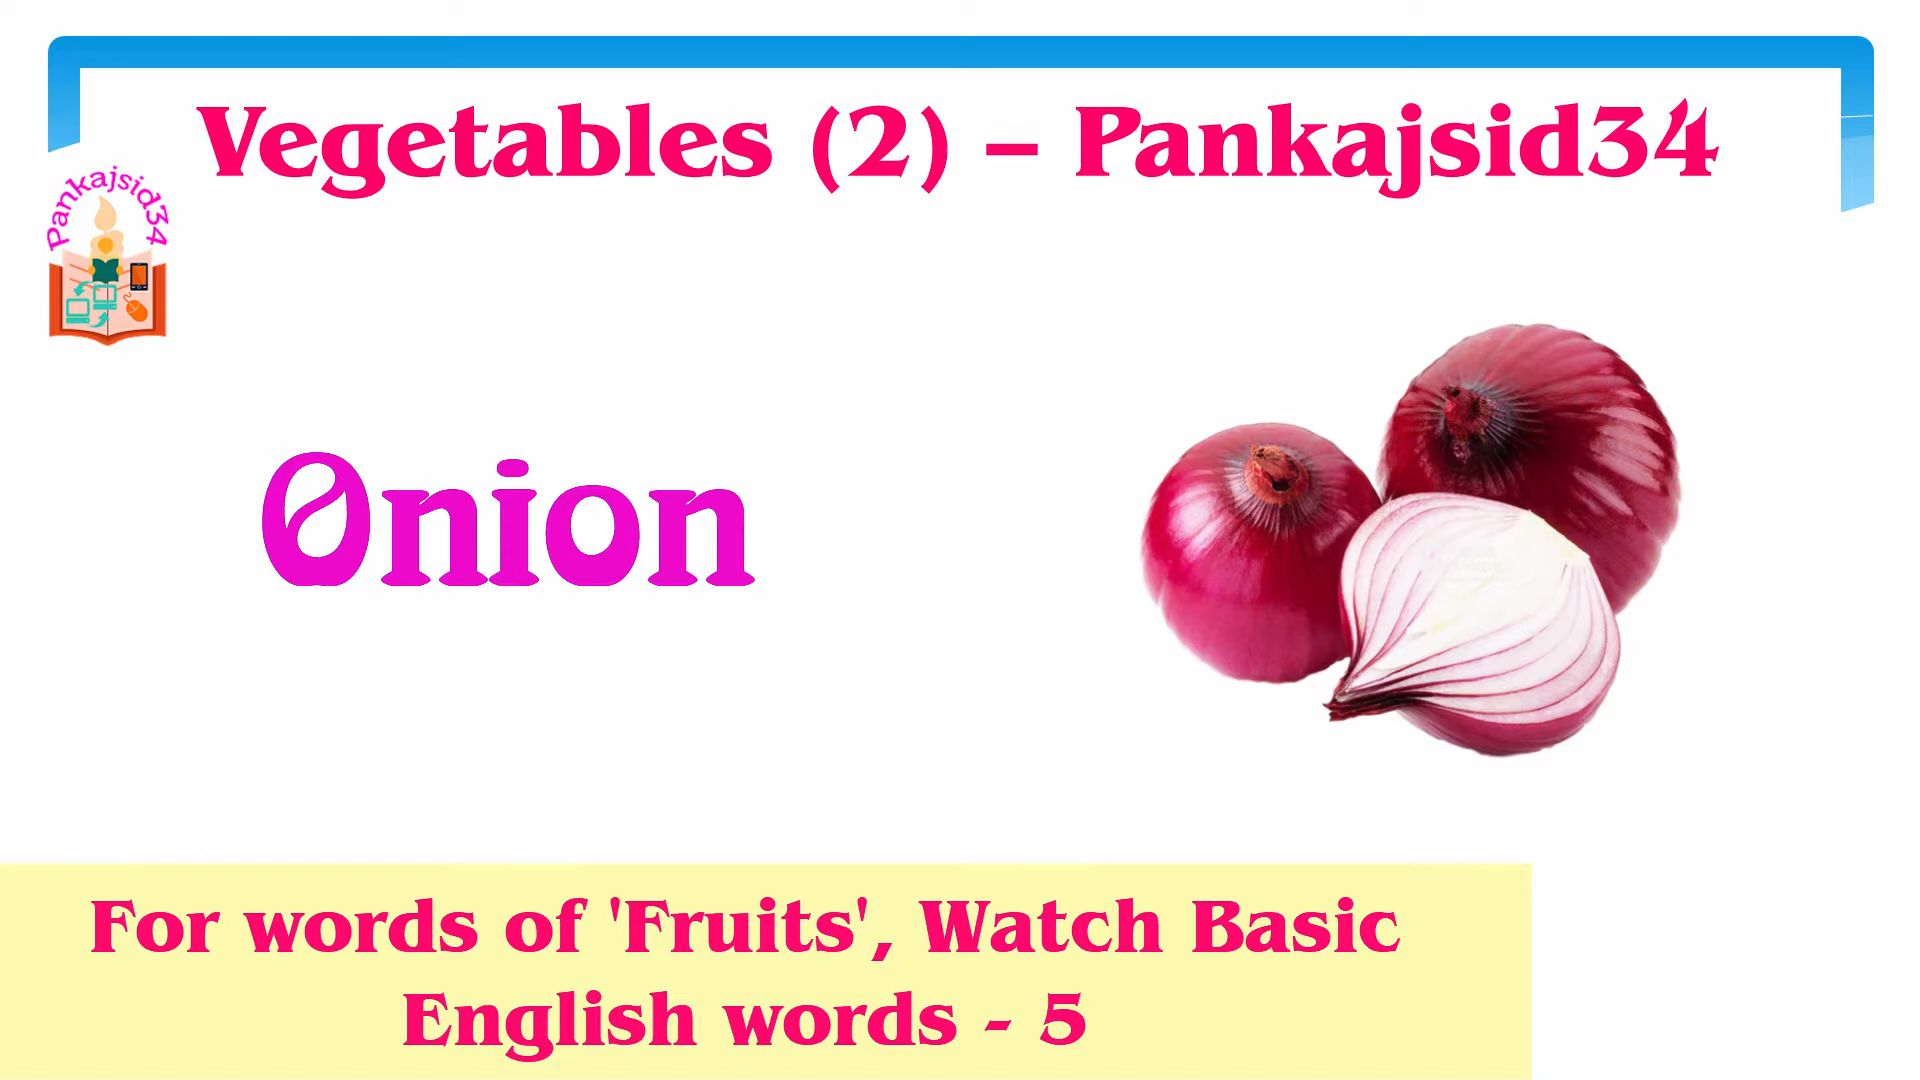 Vegetables (2) – Pankajsid34
Pankajsid34
Onion
For words of 'Fruits', Watch Basic
English words - 5